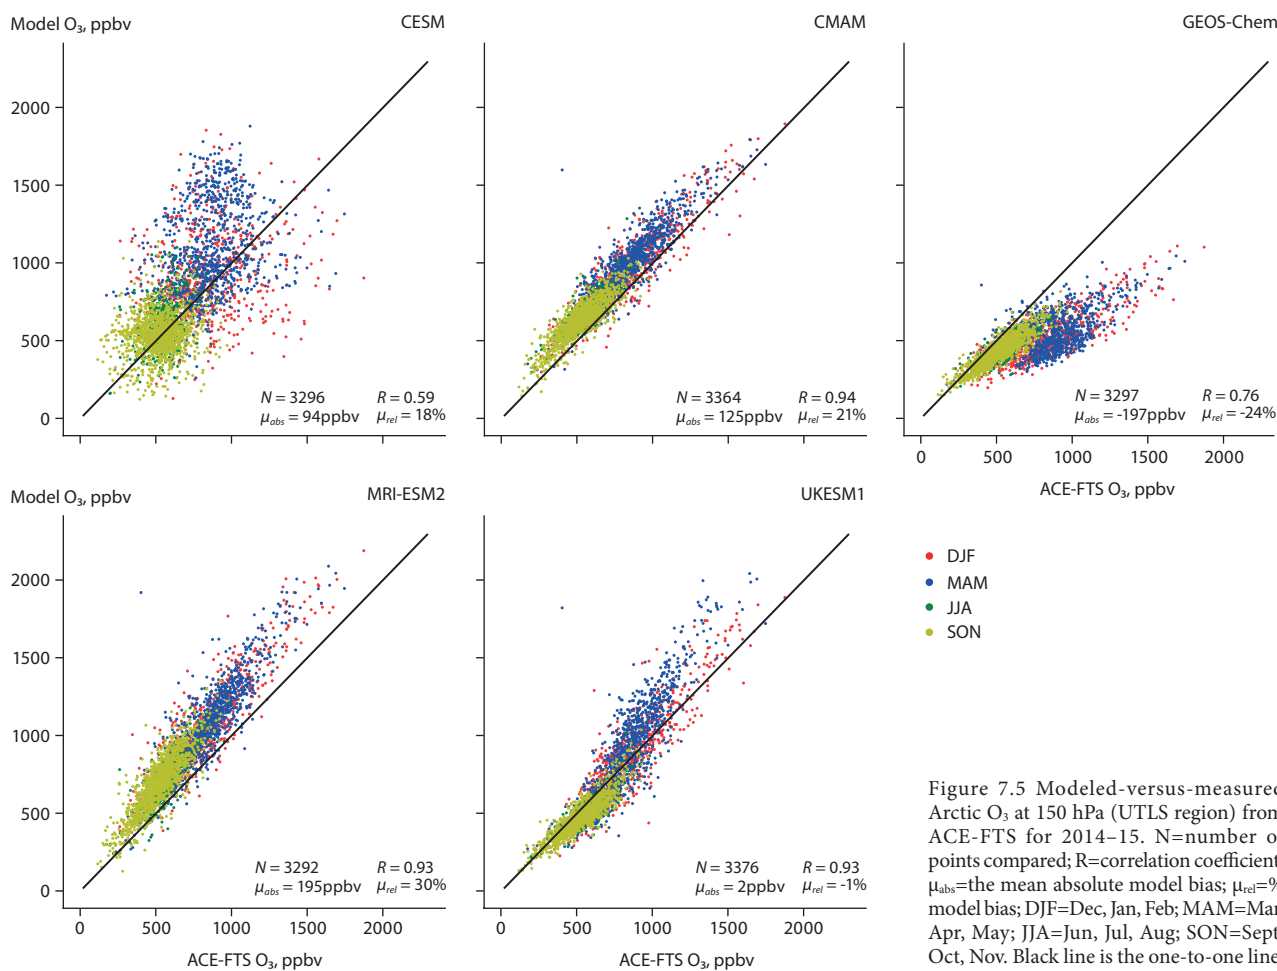 Model O₃, ppbv
CESM
2000
1500
1000
500
0
N = 3296
R = 0.59
μabs = 94ppbv
μrel = 18%
CMAM
N = 3364
R = 0.94
μabs = 125ppbv
μrel = 21%
GEOS-Chem
N = 3297
R = 0.76
μabs = -197ppbv
μrel = -24%
0
500
1000
1500
2000
ACE-FTS O₃, ppbv
Model O₃, ppbv
MRI-ESM2
2000
1500
1000
500
0
N = 3292
R = 0.93
μabs = 195ppbv
μrel = 30%
0
500
1000
1500
2000
ACE-FTS O₃, ppbv
UKESM1
N = 3376
R = 0.93
μabs = 2ppbv
μrel = -1%
0
500
1000
1500
2000
ACE-FTS O₃, ppbv
DJF
MAM
JJA
SON
Figure 7.5 Modeled-versus-measured
Arctic O₃ at 150 hPa (UTLS region) from
ACE-FTS for 2014–15. N=number o
points compared; R=correlation coefficient
μabs=the mean absolute model bias; μrel=%
model bias; DJF=Dec, Jan, Feb; MAM=Mar
Apr, May; JJA=Jun, Jul, Aug; SON=Sept
Oct, Nov. Black line is the one-to-one line